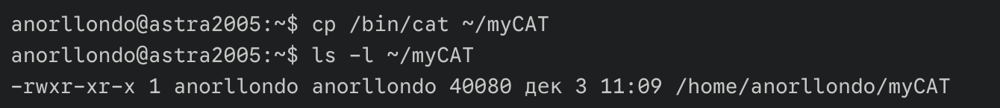 anorllondo@astra2005:~$ cp /bin/cat ~/myCAT
anorllondo@astra2005:~$ ls -l ~/myCAT
-rwxr-xr-x 1 anorllondo anorllondo 40080 дек 3 11:09 /home/anorllondo/myCAT